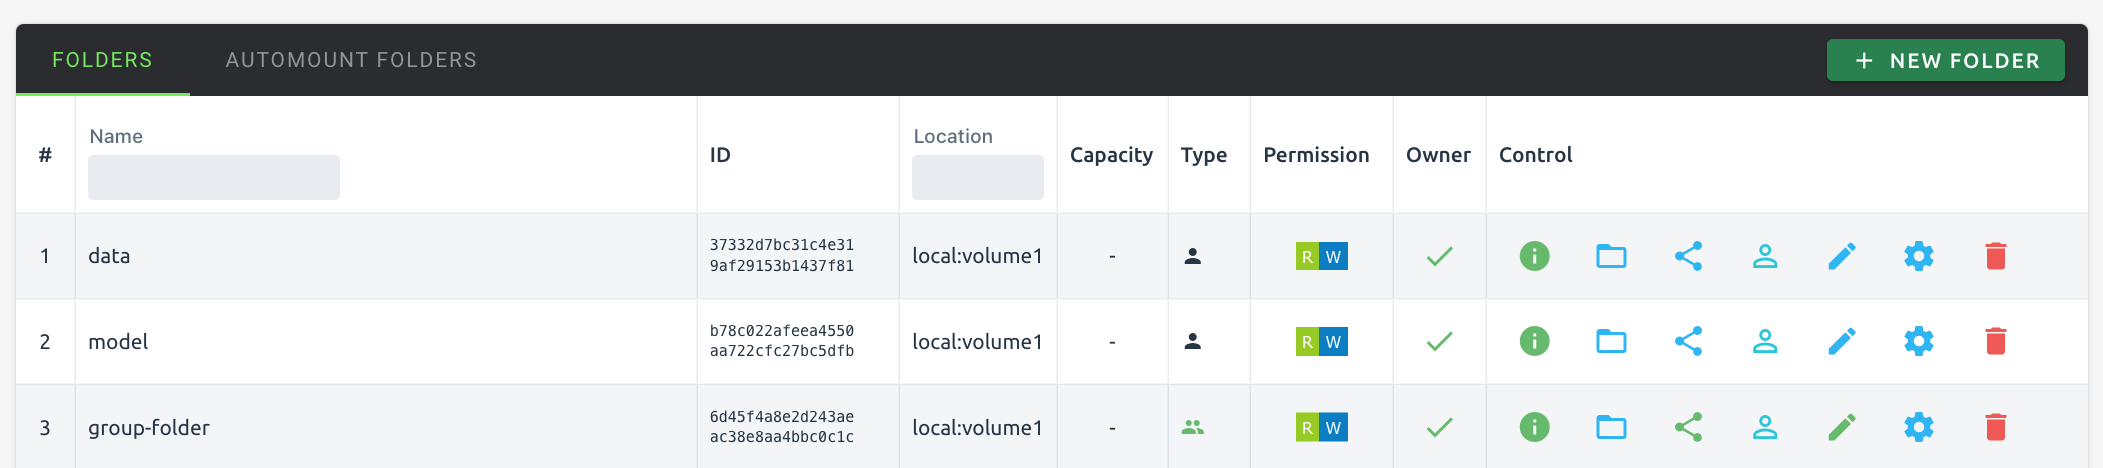 FOLDERS AUTOMOUNT FOLDERS + NEW FOLDER
# Name ID Location Capacity Type Permission Owner Control
1 data 37332d7bc31c4e31 local:volume1 - R W
9af29153b1437f81
2 model b78c022afeea4550 local:volume1 - R W
aa722cfc27bc5dfb
3 group-folder 6d45f4a8e2d243ae local:volume1 - R W
ac38e8aa4bbc0c1c